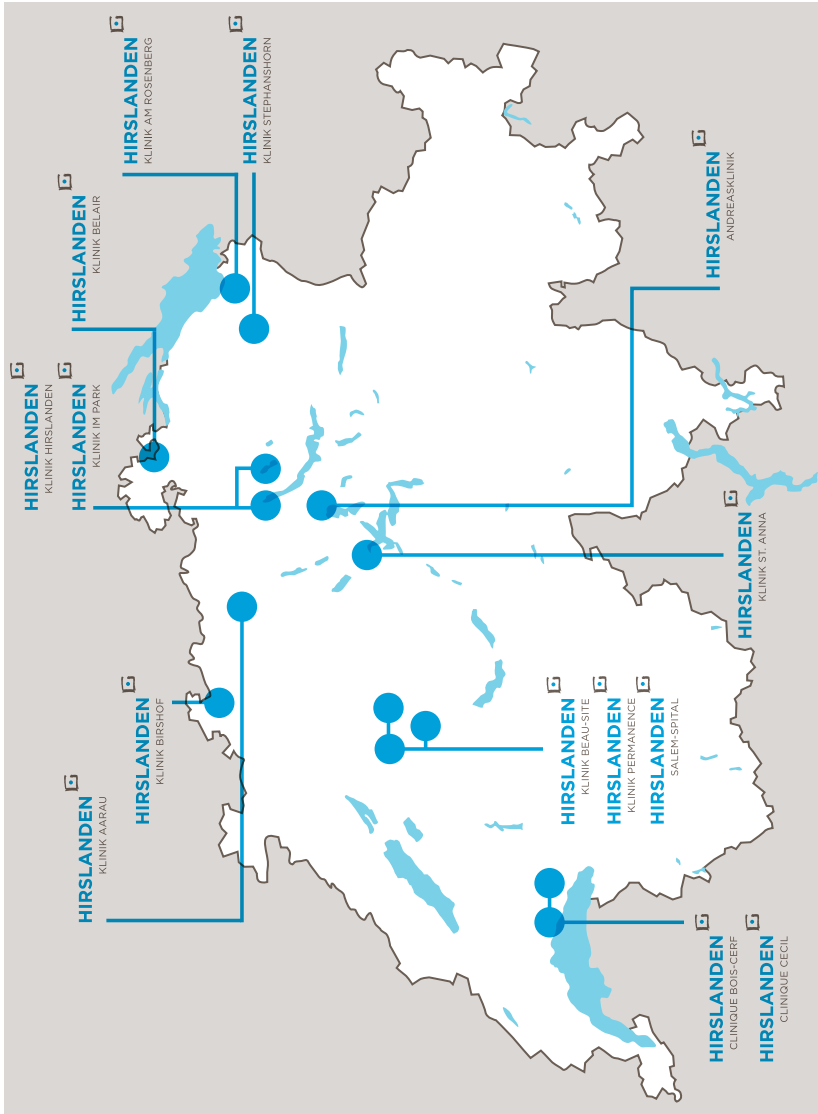 HIRSLANDEN
KLINIK AARAU
HIRSLANDEN
KLINIK BIRSHOF
HIRSLANDEN
KLINIK HIRSLANDEN
HIRSLANDEN
KLINIK IM PARK
HIRSLANDEN
KLINIK BELAIR
HIRSLANDEN
KLINIK AM ROSENBERG
HIRSLANDEN
KLINIK STEPHANSHORN
HIRSLANDEN
CLINIQUE BOIS-CERF
HIRSLANDEN
CLINIQUE CECIL
HIRSLANDEN
KLINIK BEAU-SITE
HIRSLANDEN
KLINIK PERMANENCE
HIRSLANDEN
SALEM-SPITAL
HIRSLANDEN
KLINIK ST. ANNA
HIRSLANDEN
ANDREASKLINIK